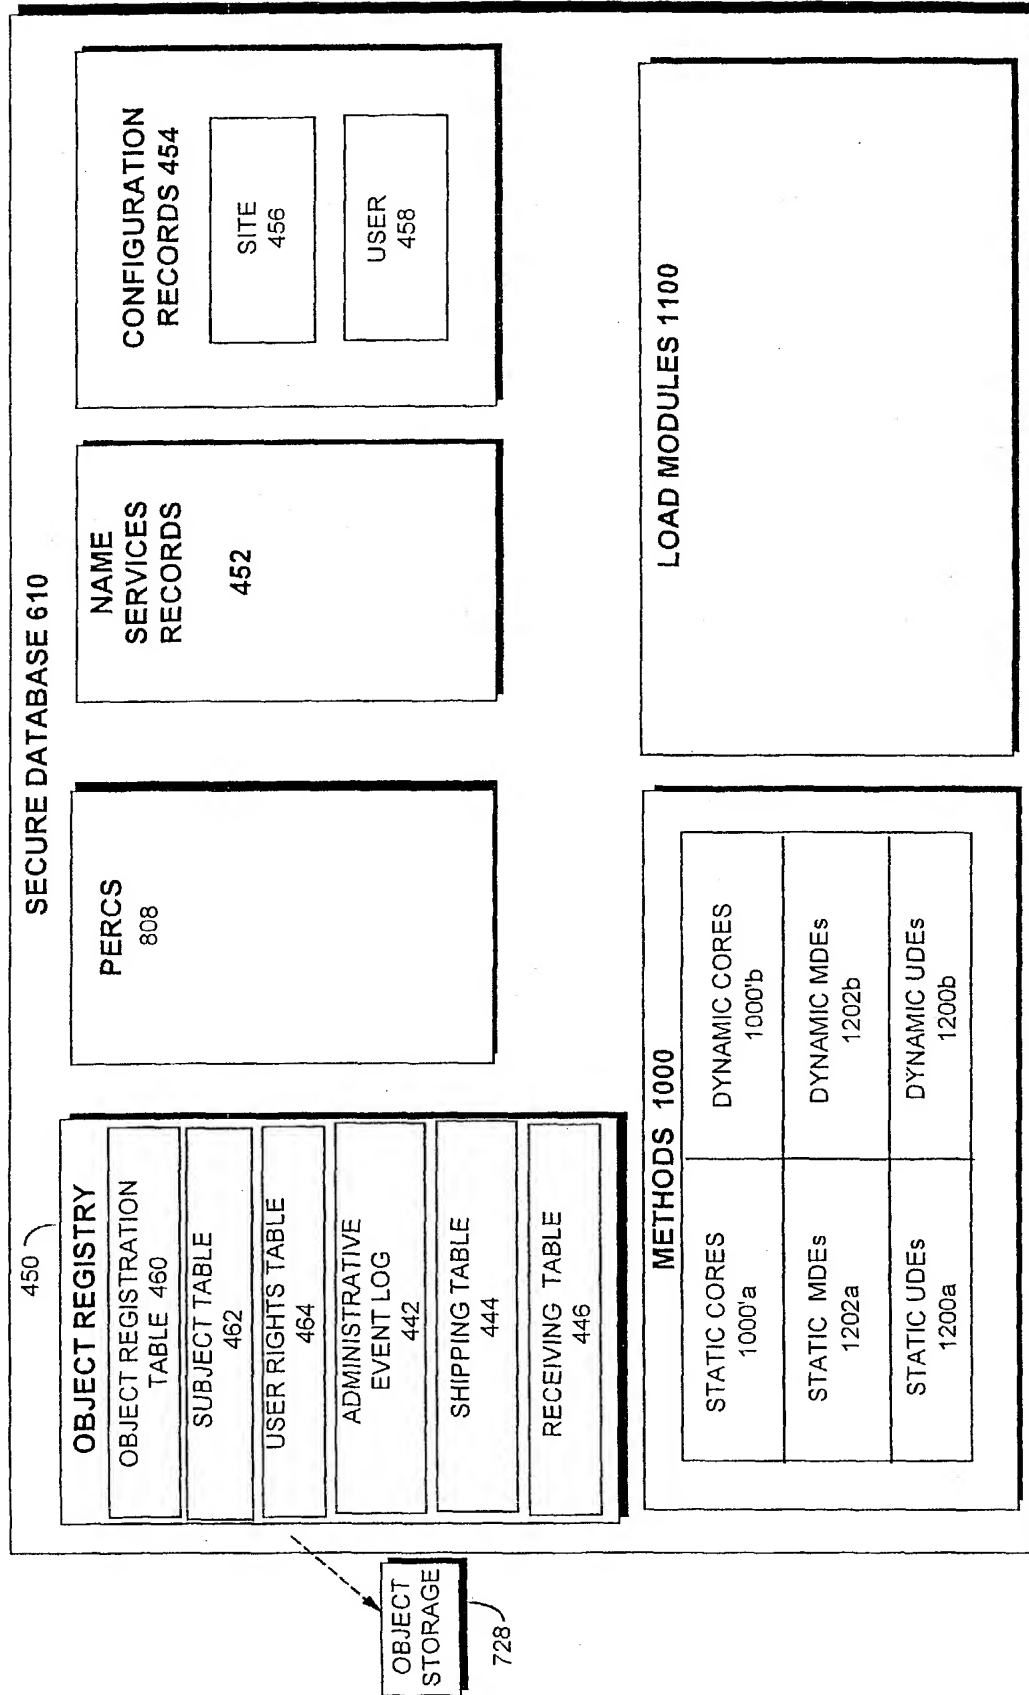 SECURE DATABASE 610
450
OBJECT REGISTRY
OBJECT REGISTRATION
TABLE 460
SUBJECT TABLE
462
USER RIGHTS TABLE
464
ADMINISTRATIVE
EVENT LOG
442
SHIPPING TABLE
444
RECEIVING TABLE
446
OBJECT
STORAGE
728
PERCS
808
NAME
SERVICES
RECORDS
452
CONFIGURATION
RECORDS 454
SITE
456
USER
458
METHODS 1000
STATIC CORES
1000'a
DYNAMIC CORES
1000'b
STATIC MDEs
1202a
DYNAMIC MDEs
1202b
STATIC UDEs
1200a
DYNAMIC UDEs
1200b
LOAD MODULES 1100